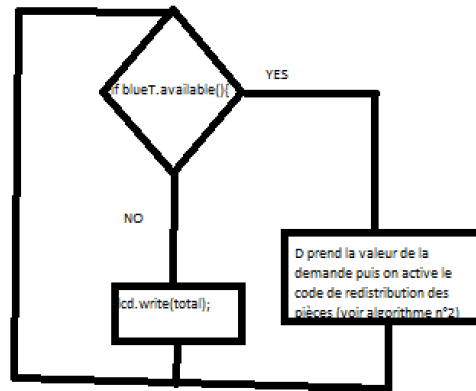 if blueT.available(){
YES
NO
D prend la valeur de la
demande puis on active le
code de redistribution des
pièces (voir algorithme n°2)
lcd.write(total);